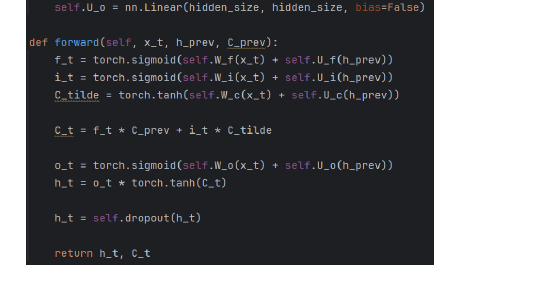 self.U_o = nn.Linear(hidden_size, hidden_size, bias=False)
def forward(self, x_t, h_prev, C_prev):
f_t = torch.sigmoid(self.W_f(x_t) + self.U_f(h_prev))
i_t = torch.sigmoid(self.W_i(x_t) + self.U_i(h_prev))
C_tilde = torch.tanh(self.W_c(x_t) + self.U_c(h_prev))
C_t = f_t * C_prev + i_t * C_tilde
o_t = torch.sigmoid(self.W_o(x_t) + self.U_o(h_prev))
h_t = o_t * torch.tanh(C_t)
h_t = self.dropout(h_t)
return h_t, C_t